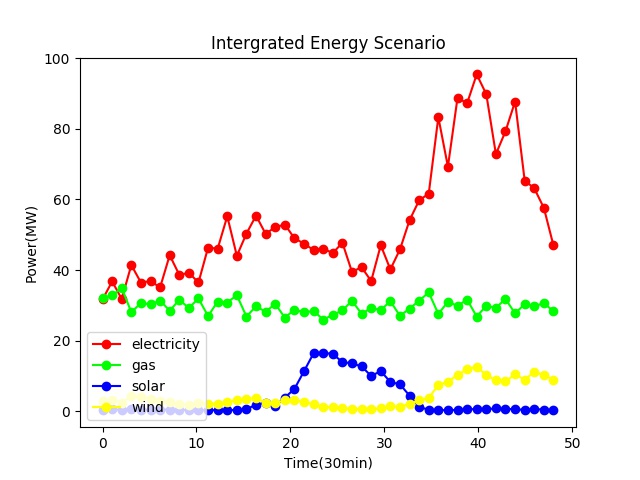 Intergrated Energy Scenario
Power(MW)
100
80
60
40
20
0
electricity
gas
solar
wind
0 10 20 30 40 50
Time(30min)